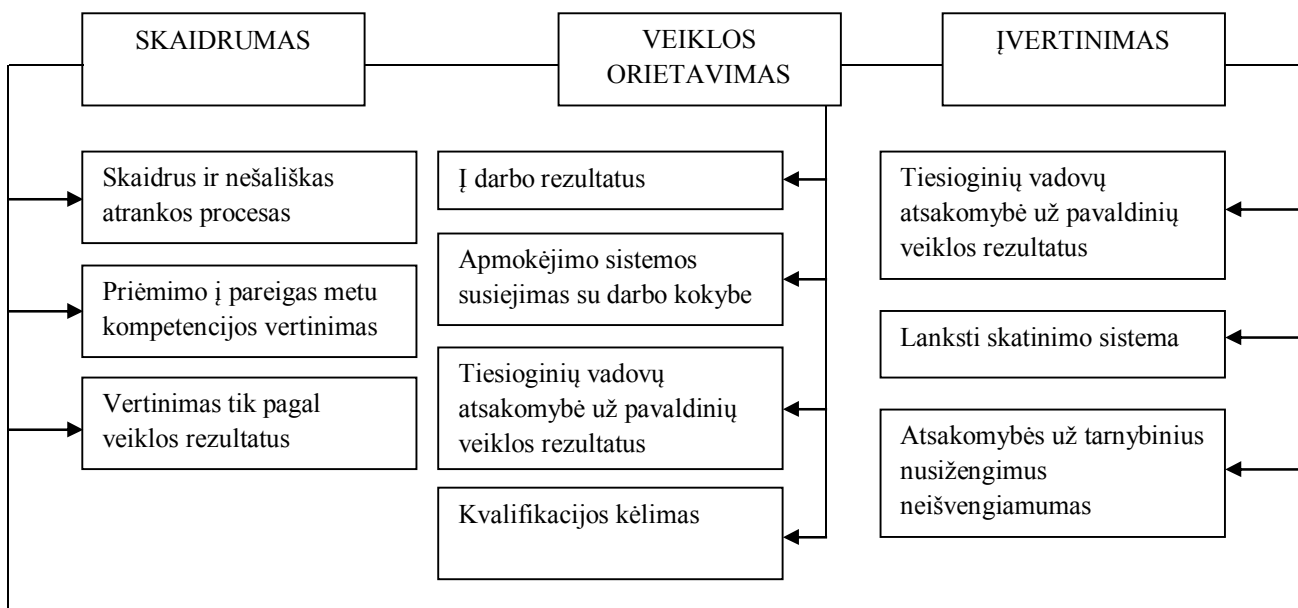 SKAIDRUMAS
VEIKLOS
ORIETAVIMAS
ĮVERTINIMAS
Skaidrus ir nešališkas
atrankos procesas
Priėmimo į pareigas metu
kompetencijos vertinimas
Vertinimas tik pagal
veiklos rezultatus
Į darbo rezultatus
Apmokėjimo sistemos
susiejimas su darbo kokybe
Tiesioginių vadovų
atsakomybė už pavaldinių
veiklos rezultatus
Kvalifikacijos kėlimas
Tiesioginių vadovų
atsakomybė už pavaldinių
veiklos rezultatus
Lanksti skatinimo sistema
Atsakomybės už tarnybinius
nusižengimus
neišvengiamumas